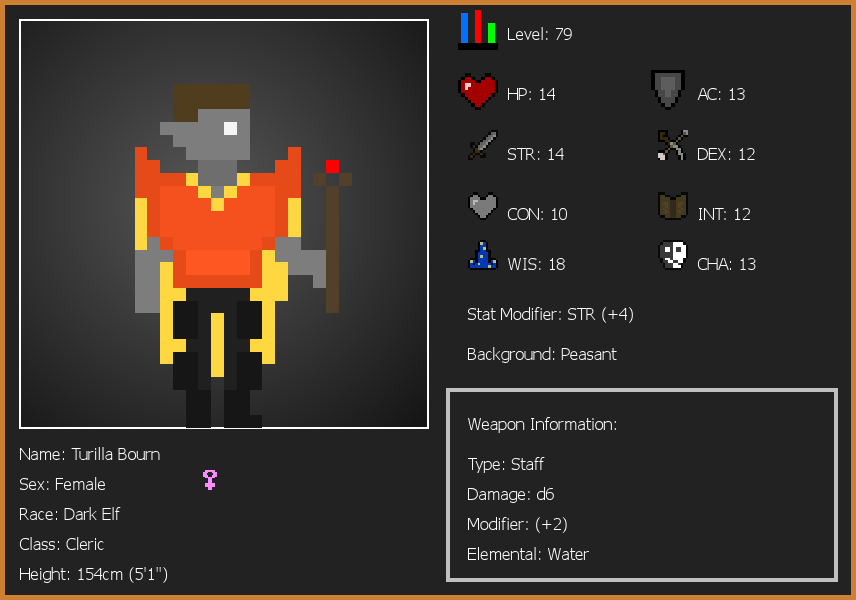 Level: 79
HP: 14
AC: 13
STR: 14
DEX: 12
CON: 10
INT: 12
WIS: 18
CHA: 13
Stat Modifier: STR (+4)
Background: Peasant
Weapon Information:
Type: Staff
Damage: d6
Modifier: (+2)
Elemental: Water
Name: Turilla Bourn
Sex: Female
Race: Dark Elf
Class: Cleric
Height: 154cm (5'1")